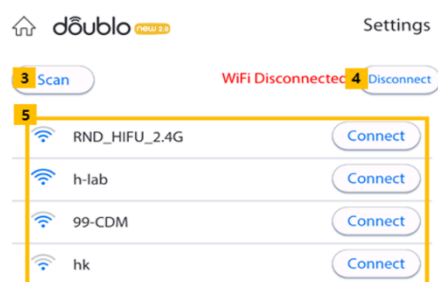 doublo new 2.0
Settings
3 Scan
WiFi Disconnected
4 Disconnect
5
RND_HIFU_2.4G
Connect
h-lab
Connect
99-CDM
Connect
hk
Connect